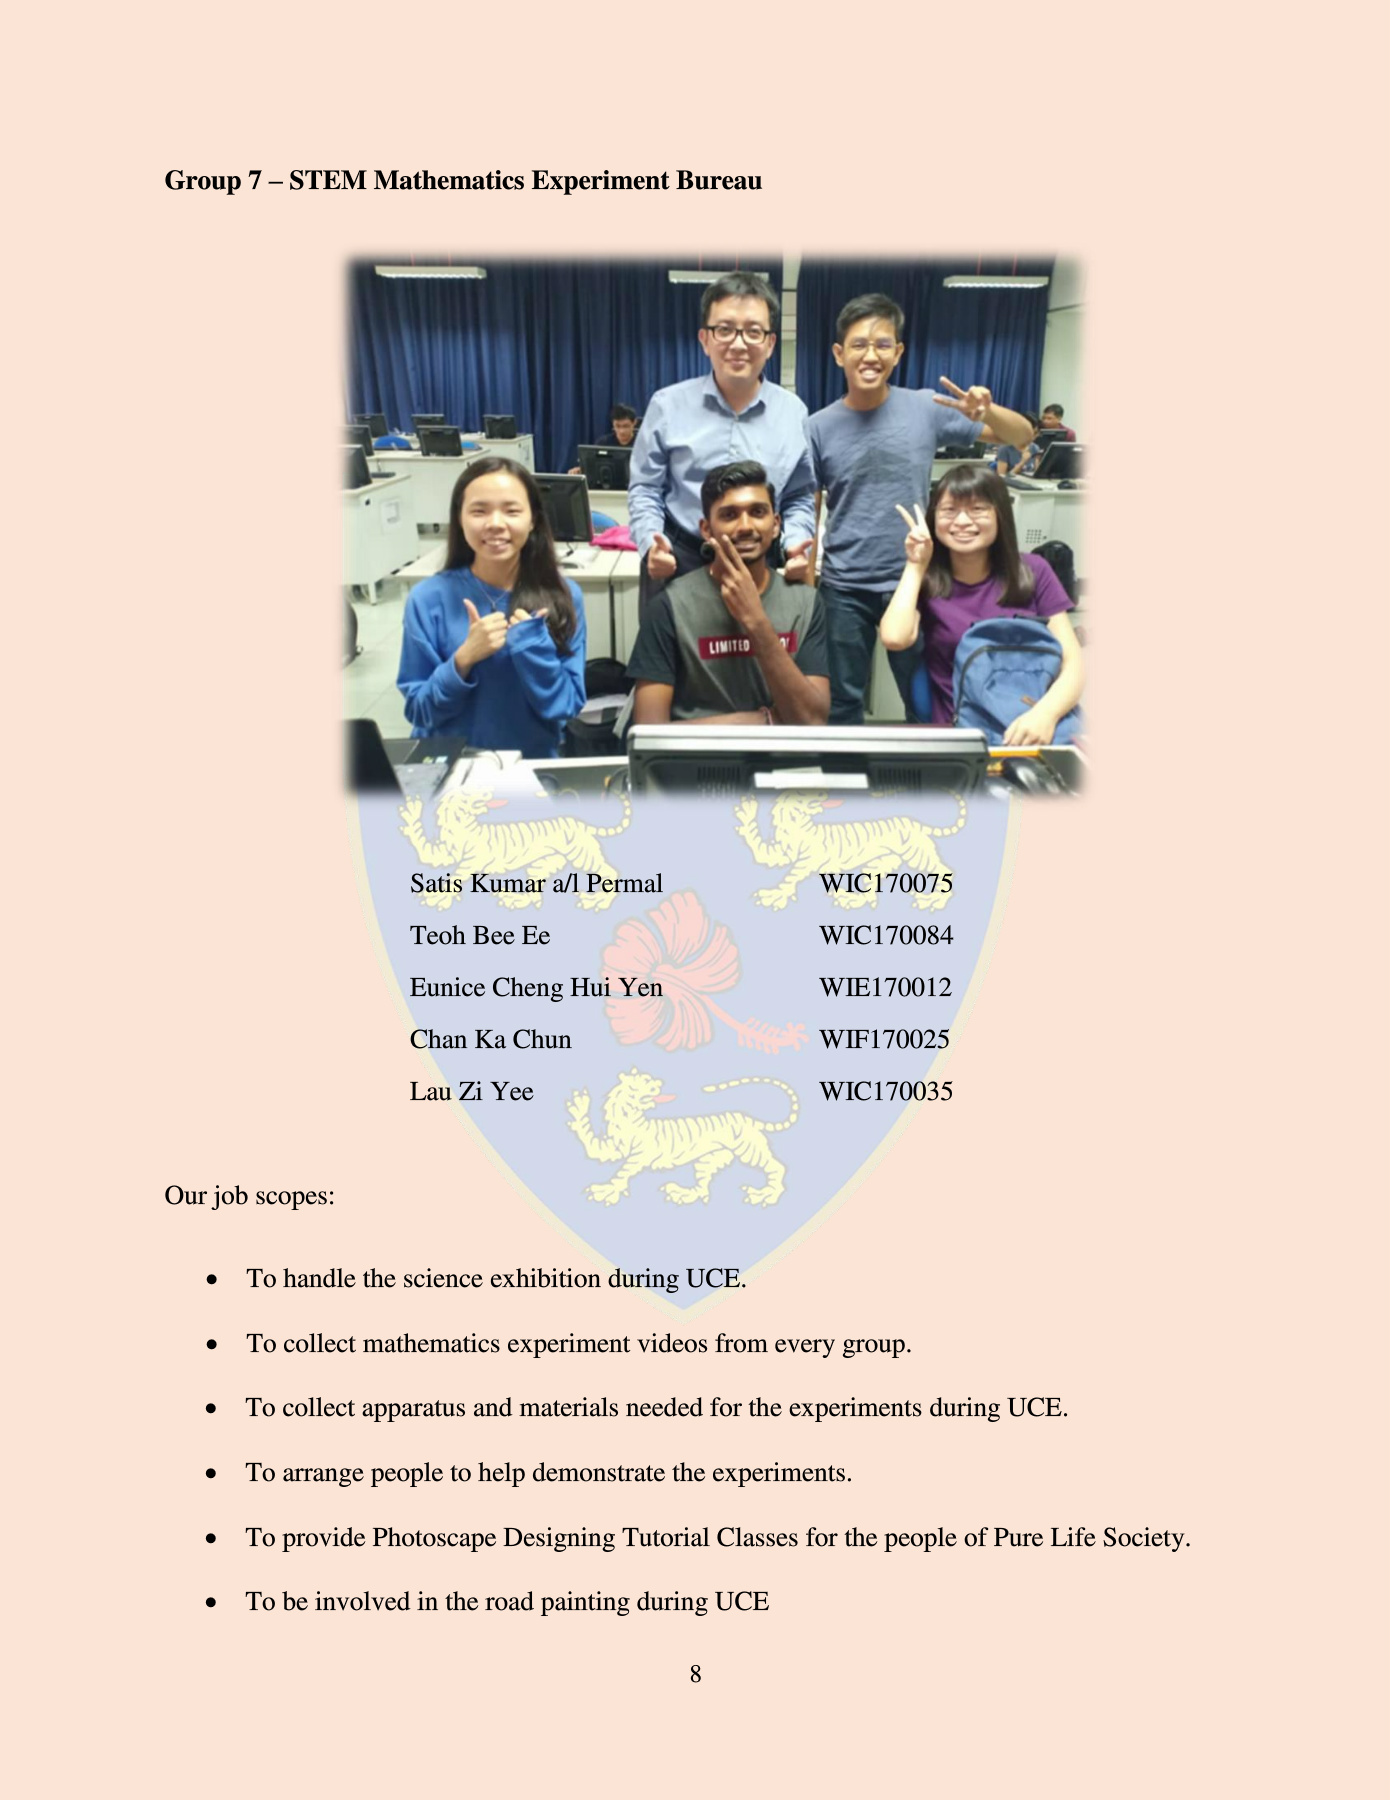 Group 7 – STEM Mathematics Experiment Bureau
LIMITED
Satis Kumar a/l Permal WIC170075
Teoh Bee Ee WIC170084
Eunice Cheng Hui Yen WIE170012
Chan Ka Chun WIF170025
Lau Zi Yee WIC170035
Our job scopes:
• To handle the science exhibition during UCE.
• To collect mathematics experiment videos from every group.
• To collect apparatus and materials needed for the experiments during UCE.
• To arrange people to help demonstrate the experiments.
• To provide Photoscape Designing Tutorial Classes for the people of Pure Life Society.
• To be involved in the road painting during UCE
8